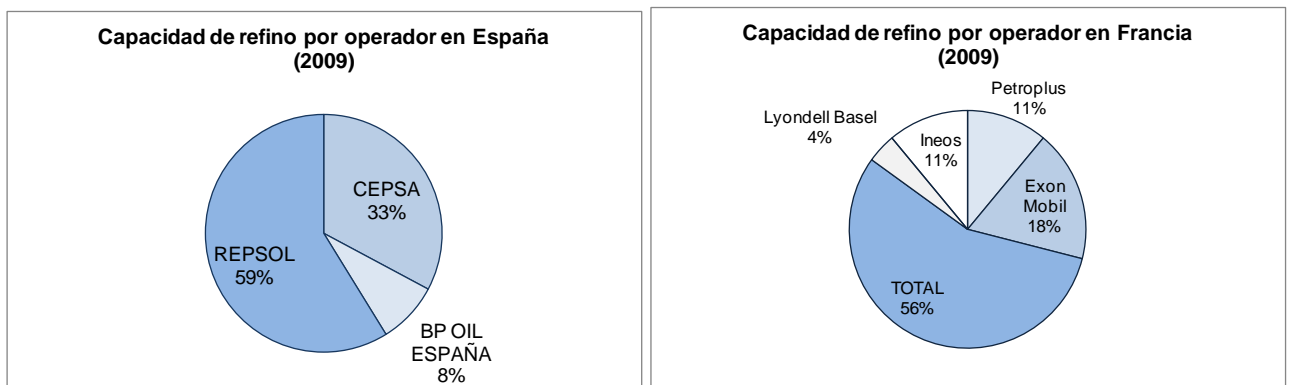 Capacidad de refino por operador en España
(2009)
CEPSA
33%
REPSOL
59%
BP OIL
ESPAÑA
8%
Capacidad de refino por operador en Francia
(2009)
Petroplus
11%
Lyondell Basel
4%
Ineos
11%
Exon
Mobil
18%
TOTAL
56%